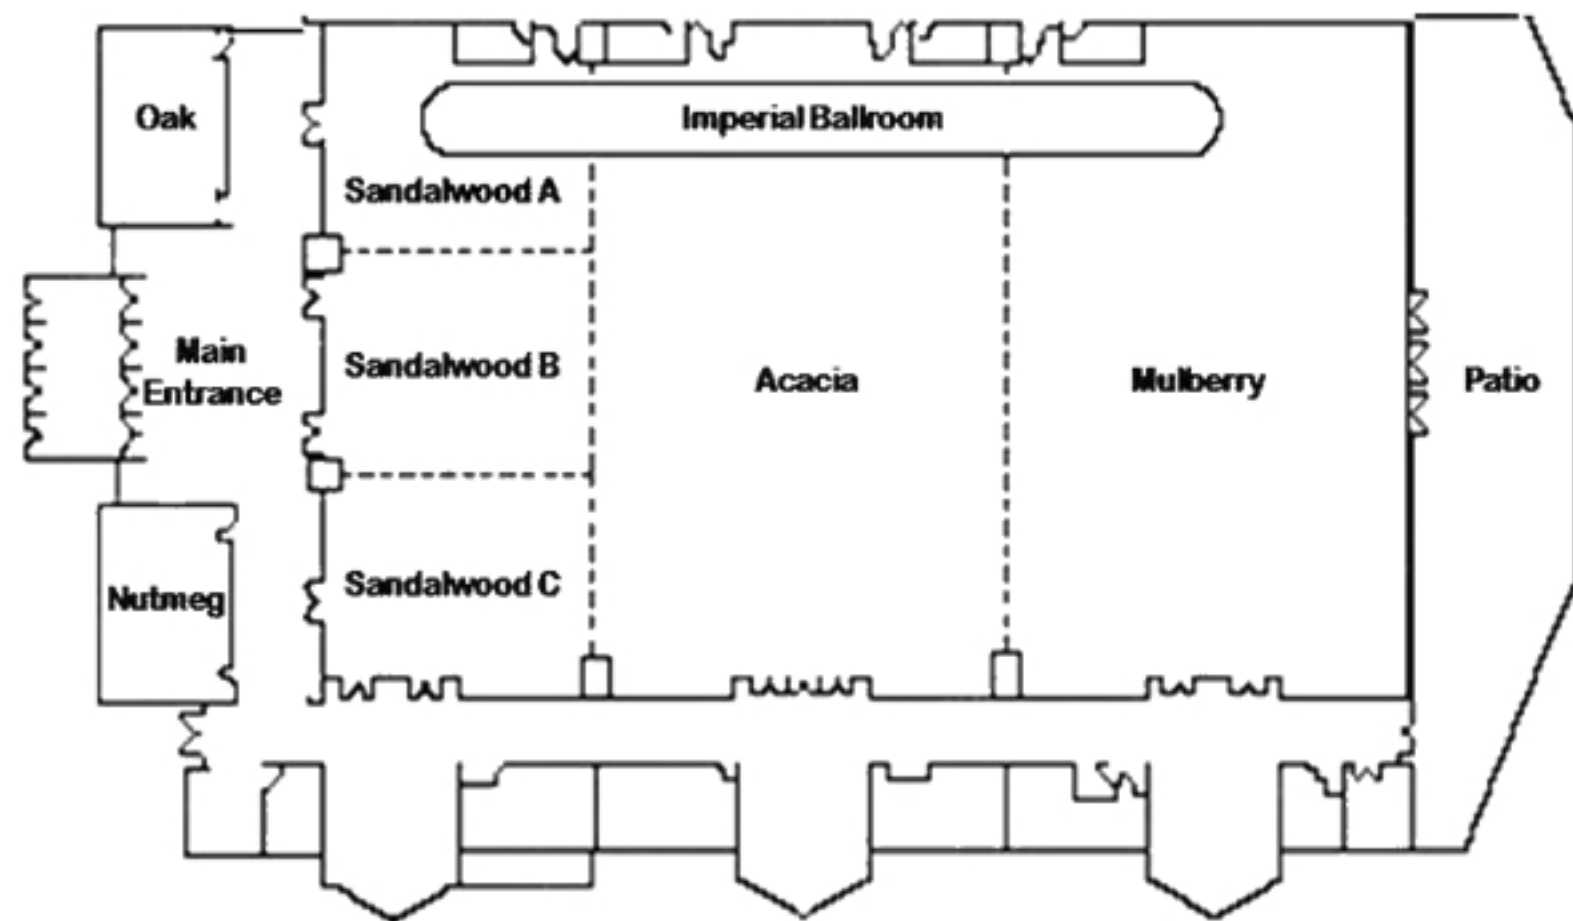 Oak
Imperial Ballroom
Sandalwood A
Main
Entrance
Sandalwood B
Acacia
Mulberry
Patio
Nutmeg
Sandalwood C